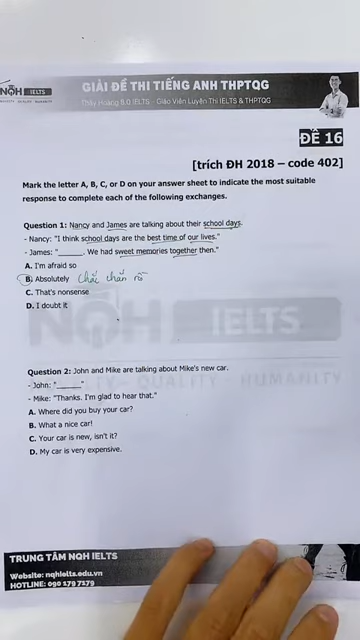 NQH IELTS
QUALITY HUMANITY
GIẢI ĐỀ THI TIẾNG ANH THPTQG
Thầy Hoàng 8.0 IELTS - Giáo Viên Luyện Thi IELTS & THPTQG
ĐỀ 16
[trích ĐH 2018 – code 402]
Mark the letter A, B, C, or D on your answer sheet to indicate the most suitable
response to complete each of the following exchanges.
Question 1: Nancy and James are talking about their school days.
- Nancy: "I think school days are the best time of our lives."
- James: "______. We had sweet memories together then."
A. I'm afraid so
B. Absolutely chắc chắn rồi
C. That's nonsense
D. I doubt it
NQH IELTS
Question 2: John and Mike are talking about Mike's new car.
QUALITY - HUMANITY
- John: "______"
- Mike: "Thanks. I'm glad to hear that."
A. Where did you buy your car?
B. What a nice car!
C. Your car is new, isn't it?
D. My car is very expensive.
TRUNG TÂM NQH IELTS
Website: nqhielts.edu.vn
HOTLINE: 090 179 7179